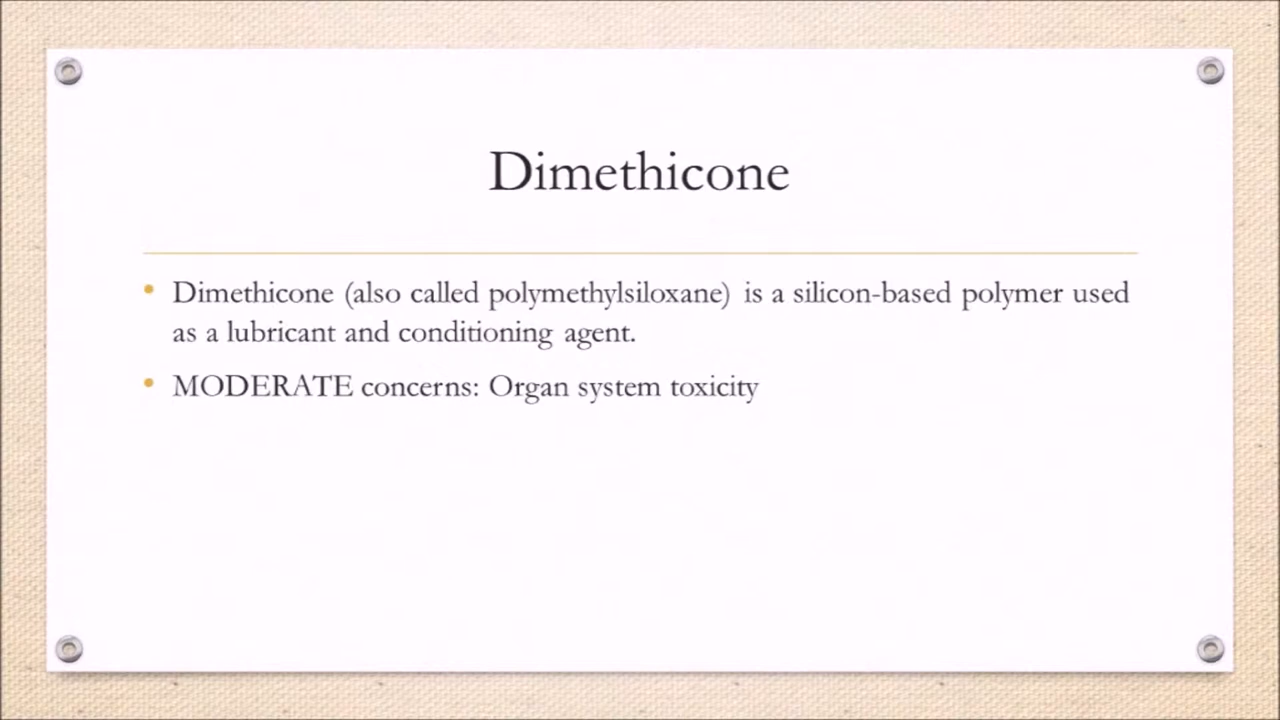 Dimethicone
• Dimethicone (also called polymethylsiloxane) is a silicon-based polymer used
as a lubricant and conditioning agent.
• MODERATE concerns: Organ system toxicity